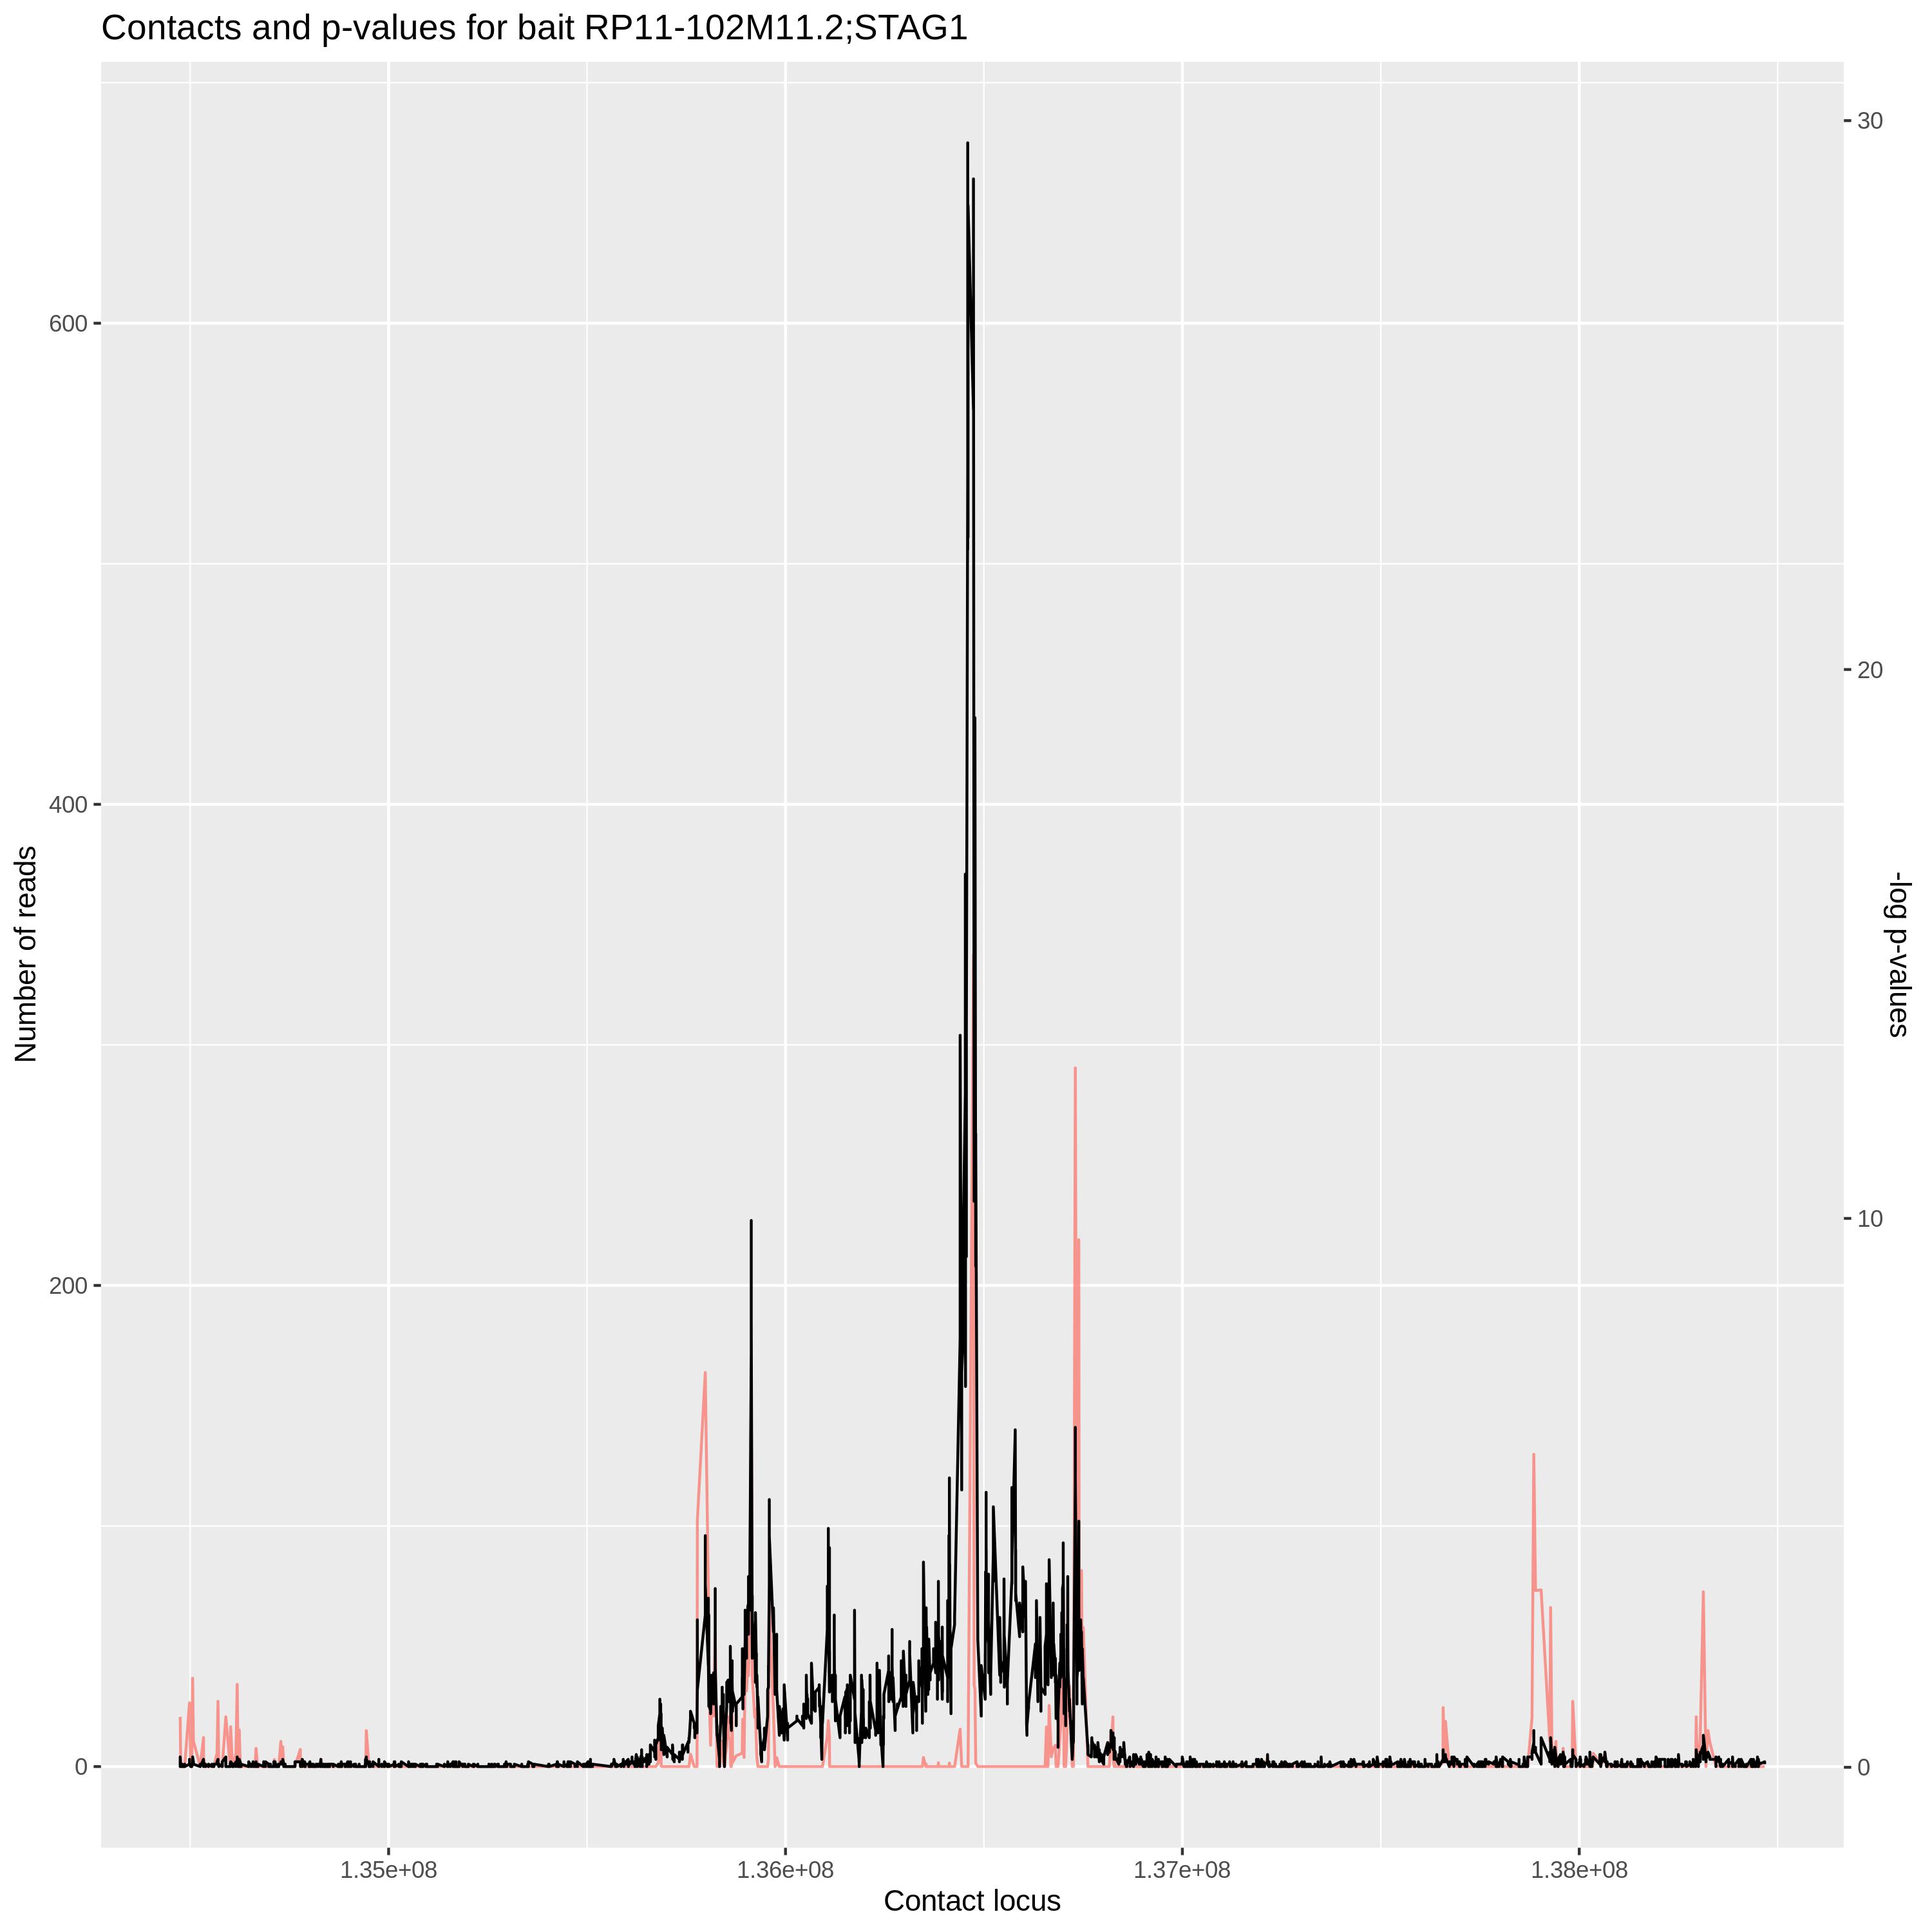 Contacts and p-values for bait RP11-102M11.2;STAG1
30
600
20
400
Number of reads
-log p-values
10
200
0
0
1.35e+08
1.36e+08
1.37e+08
1.38e+08
Contact locus